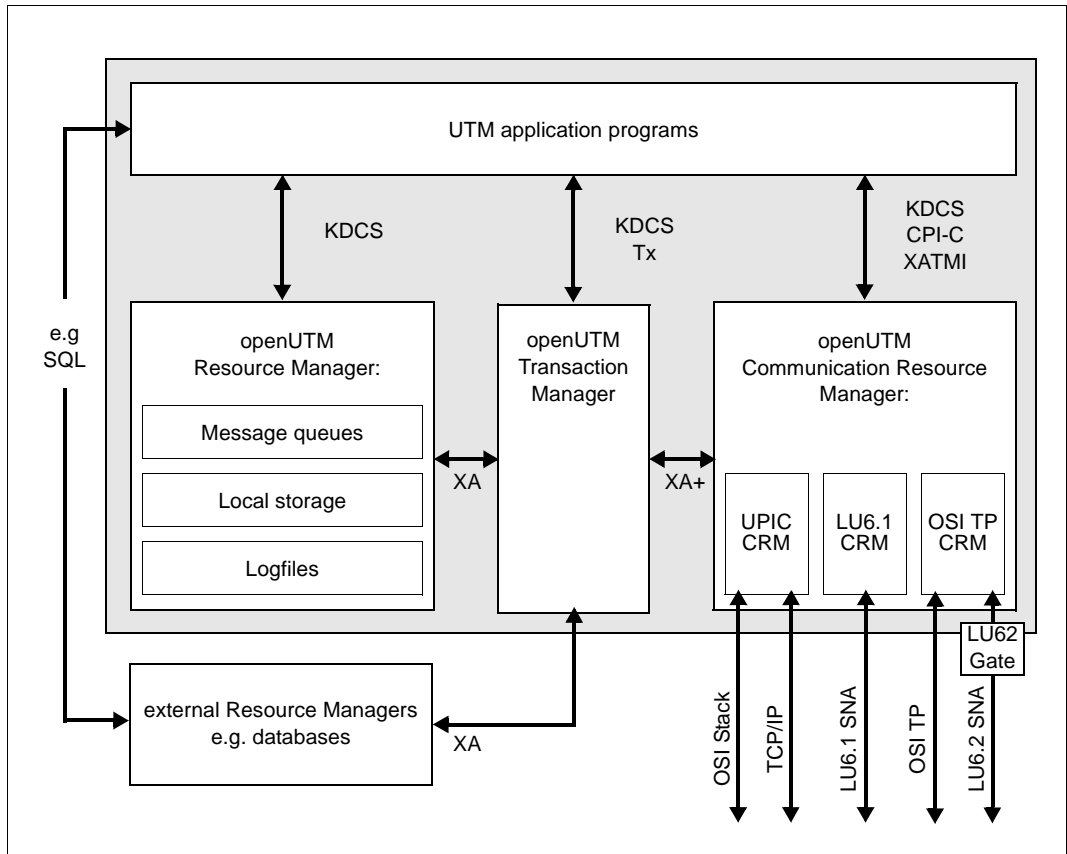 UTM application programs
KDCS
KDCS
Tx
KDCS
CPI-C
XATMI
e.g
SQL
openUTM
Resource Manager:
Message queues
Local storage
Logfiles
XA
openUTM
Transaction
Manager
XA+
openUTM
Communication Resource
Manager:
UPIC
CRM
LU6.1
CRM
OSI TP
CRM
LU62
Gate
external Resource Managers
e.g. databases
XA
OSI Stack
TCP/IP
LU6.1 SNA
OSI TP
LU6.2 SNA